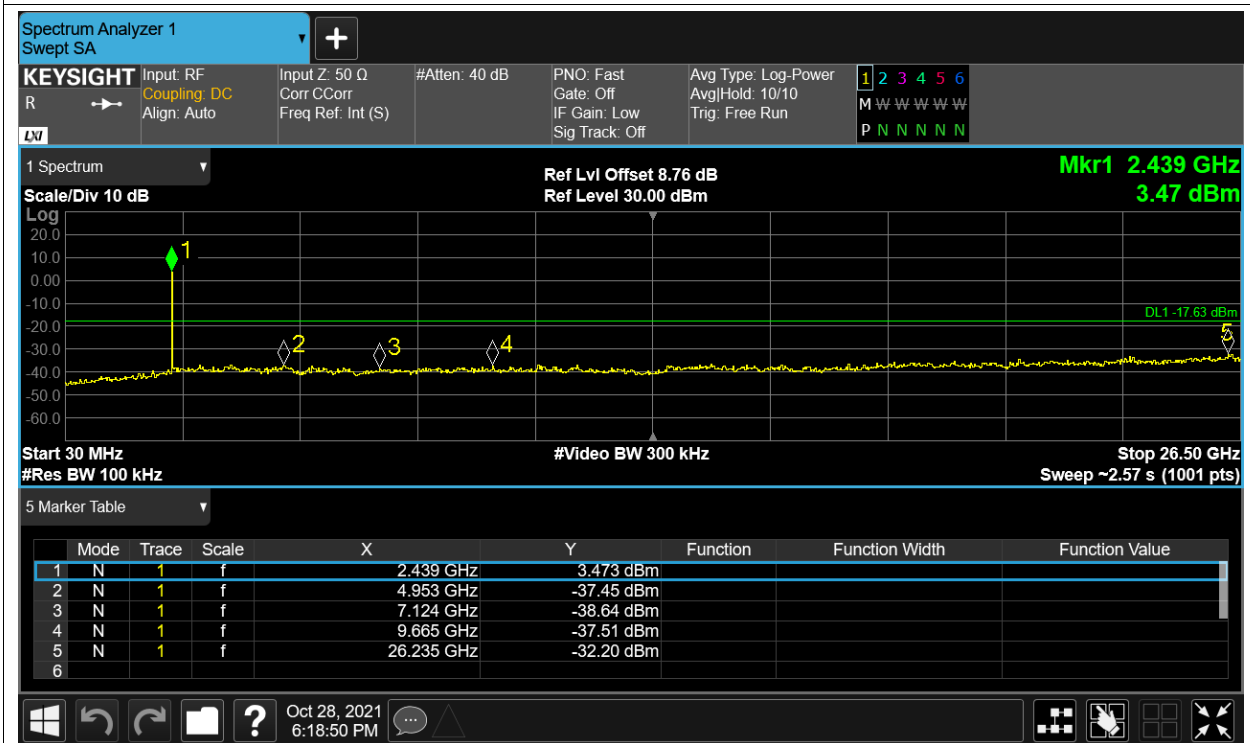 Spectrum Analyzer 1
Swept SA
KEYSIGHT Input: RF Input Z: 50 Ω #Atten: 40 dB PNO: Fast Avg Type: Log-Power 1 2 3 4 5 6
R Coupling: DC Corr CCorr Gate: Off Avg|Hold: 10/10 M W W W W W
Align: Auto Freq Ref: Int (S) IF Gain: Low Trig: Free Run
LXI Sig Track: Off P N N N N N
1 Spectrum Ref Lvl Offset 8.76 dB Mkr1 2.439 GHz
Scale/Div 10 dB Ref Level 30.00 dBm 3.47 dBm
Log
20.0
10.0 1
0.00
-10.0
DL1 -17.63 dBm
-20.0
-30.0 2 3 4 5
-40.0
-50.0
-60.0
Start 30 MHz #Video BW 300 kHz Stop 26.50 GHz
#Res BW 100 kHz Sweep ~2.57 s (1001 pts)
5 Marker Table
Mode Trace Scale X Y Function Function Width Function Value
1 N 1 f 2.439 GHz 3.473 dBm
2 N 1 f 4.953 GHz -37.45 dBm
3 N 1 f 7.124 GHz -38.64 dBm
4 N 1 f 9.665 GHz -37.51 dBm
5 N 1 f 26.235 GHz -32.20 dBm
6
? Oct 28, 2021
6:18:50 PM